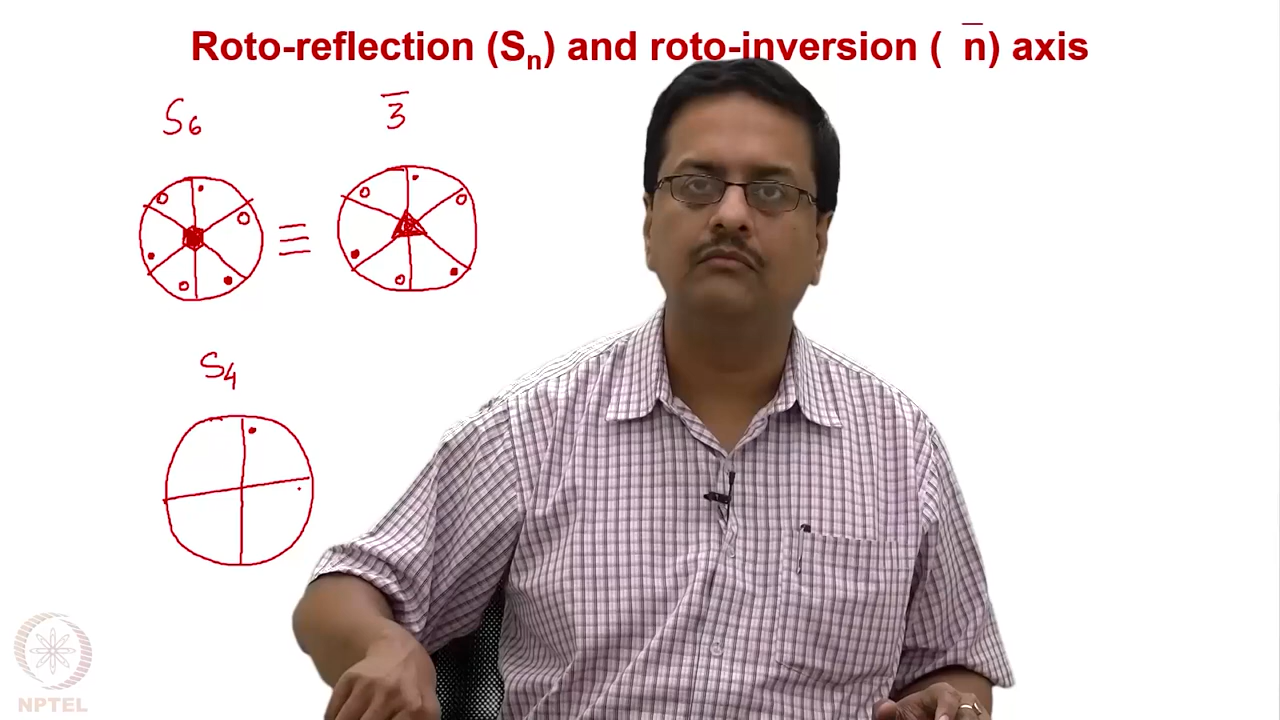 Roto-reflection (Sₙ) and roto-inversion ( n̅) axis
S₆ 3̅
≡
S₄
NPTEL